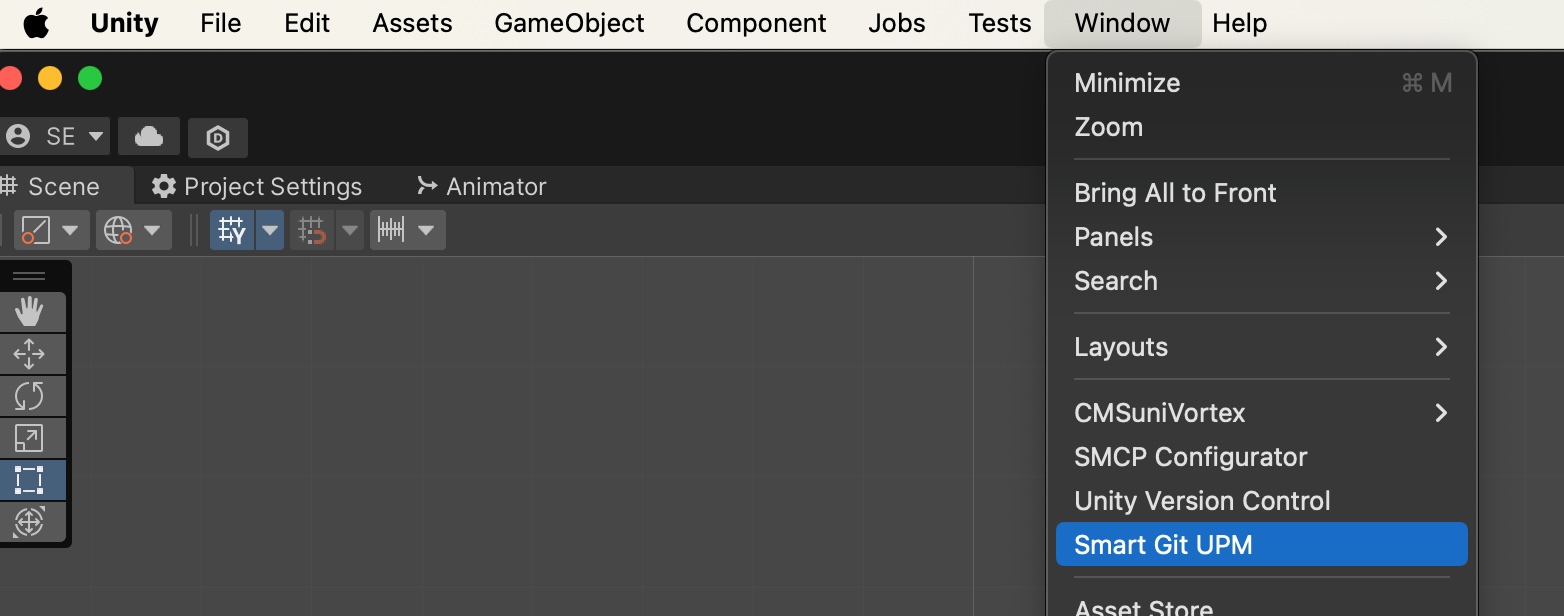 Unity File Edit Assets GameObject Component Jobs Tests Window Help
SE
Scene Project Settings Animator
Y
Minimize ⌘ M
Zoom
Bring All to Front
Panels
Search
Layouts
CMSuniVortex
SMCP Configurator
Unity Version Control
Smart Git UPM
Asset Store